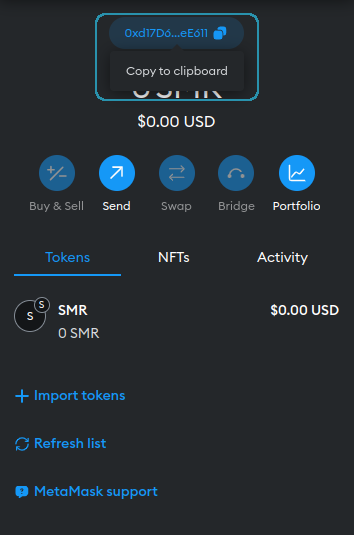 0xd17D6...eE611
Copy to clipboard
0 SMR
$0.00 USD
Buy & Sell
Send
Swap
Bridge
Portfolio
Tokens
NFTs
Activity
S
S
SMR
$0.00 USD
0 SMR
Import tokens
Refresh list
MetaMask support